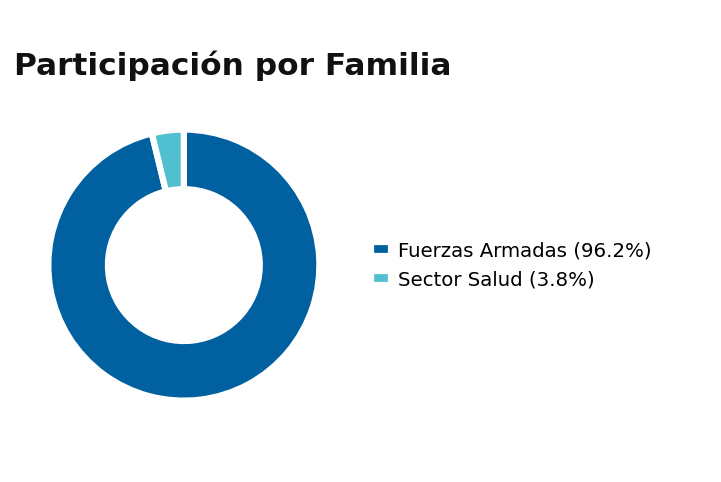 Participación por Familia
Fuerzas Armadas (96.2%)
Sector Salud (3.8%)